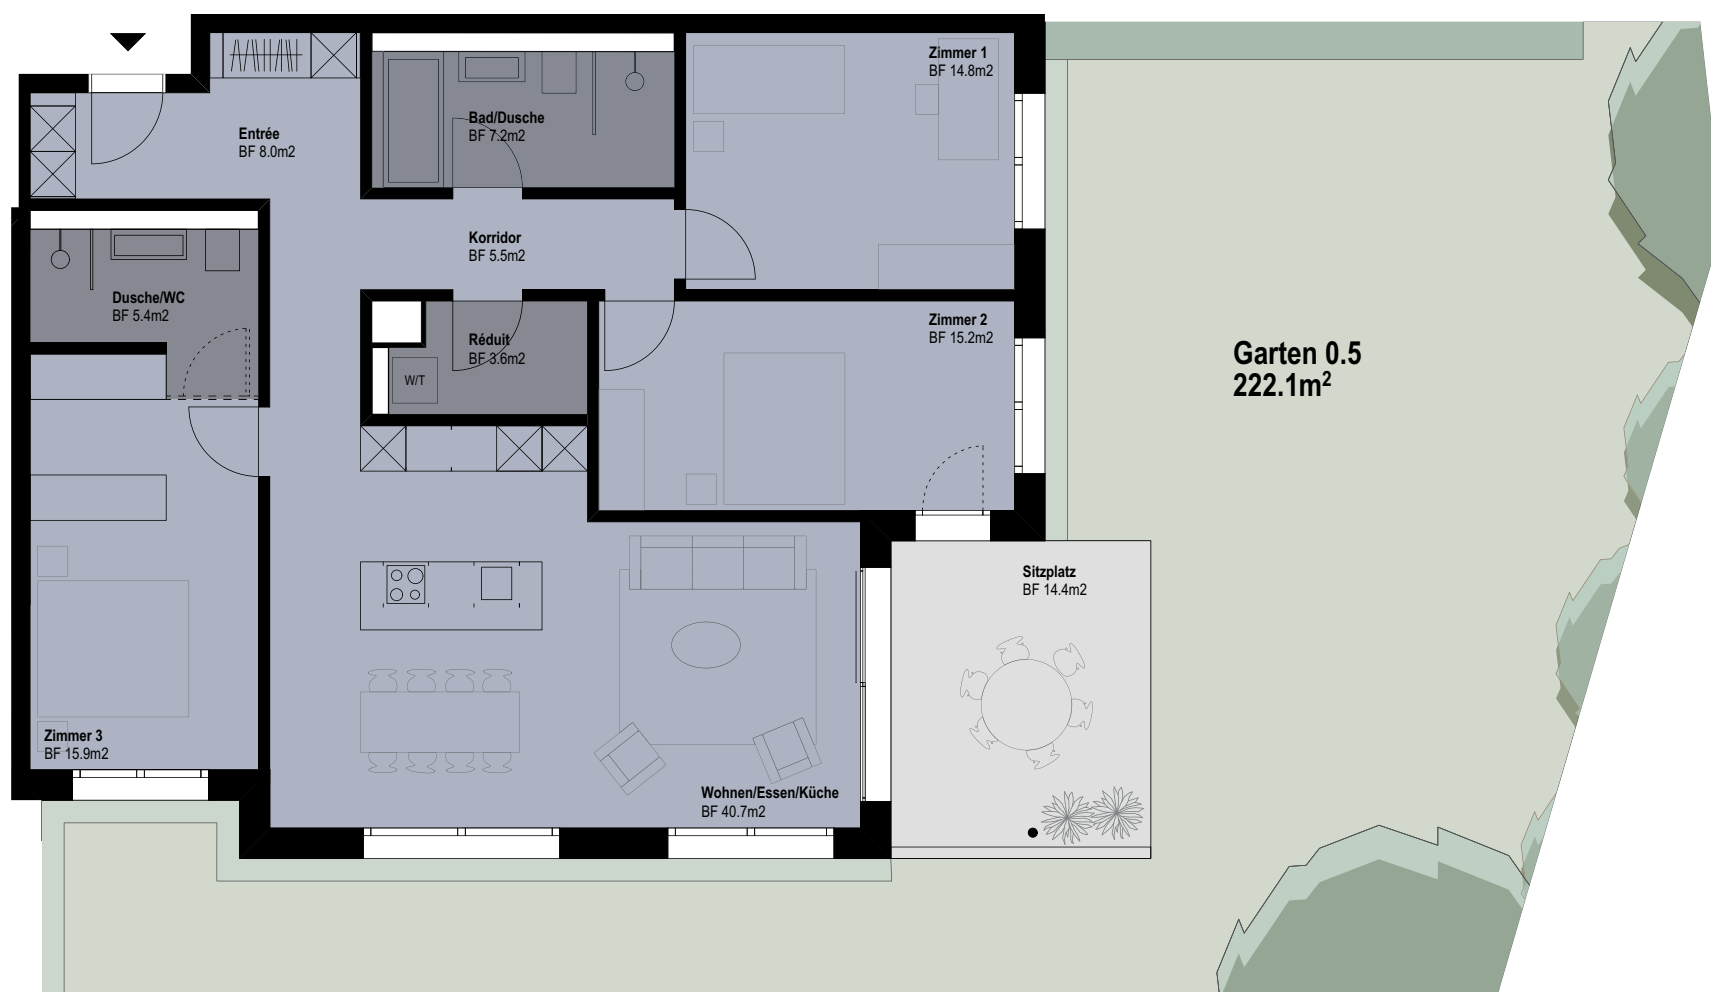 Zimmer 1
BF 14.8m2
Bad/Dusche
BF 7.2m2
Entrée
BF 8.0m2
Korridor
BF 5.5m2
Dusche/WC
BF 5.4m2
Réduit
BF 3.6m2
W/T
Zimmer 2
BF 15.2m2
Garten 0.5
222.1m²
Sitzplatz
BF 14.4m2
Zimmer 3
BF 15.9m2
Wohnen/Essen/Küche
BF 40.7m2